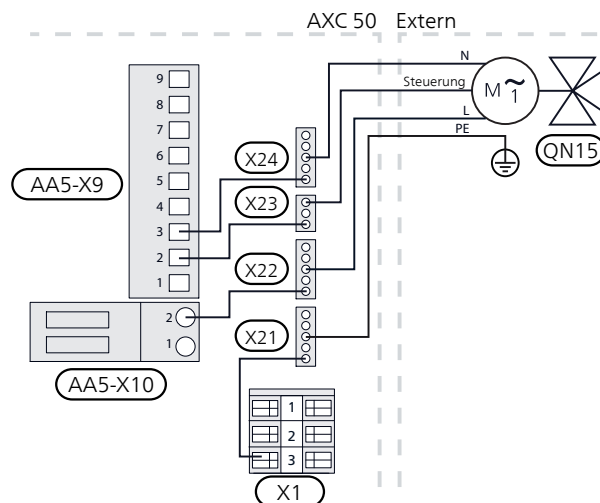 AXC 50 Extern
N
Steuerung
L
PE
M ~ 1
QN15
9
8
7
6
5
4
3
2
1
AA5-X9
X24
X23
X22
X21
2
1
AA5-X10
1
2
3
X1